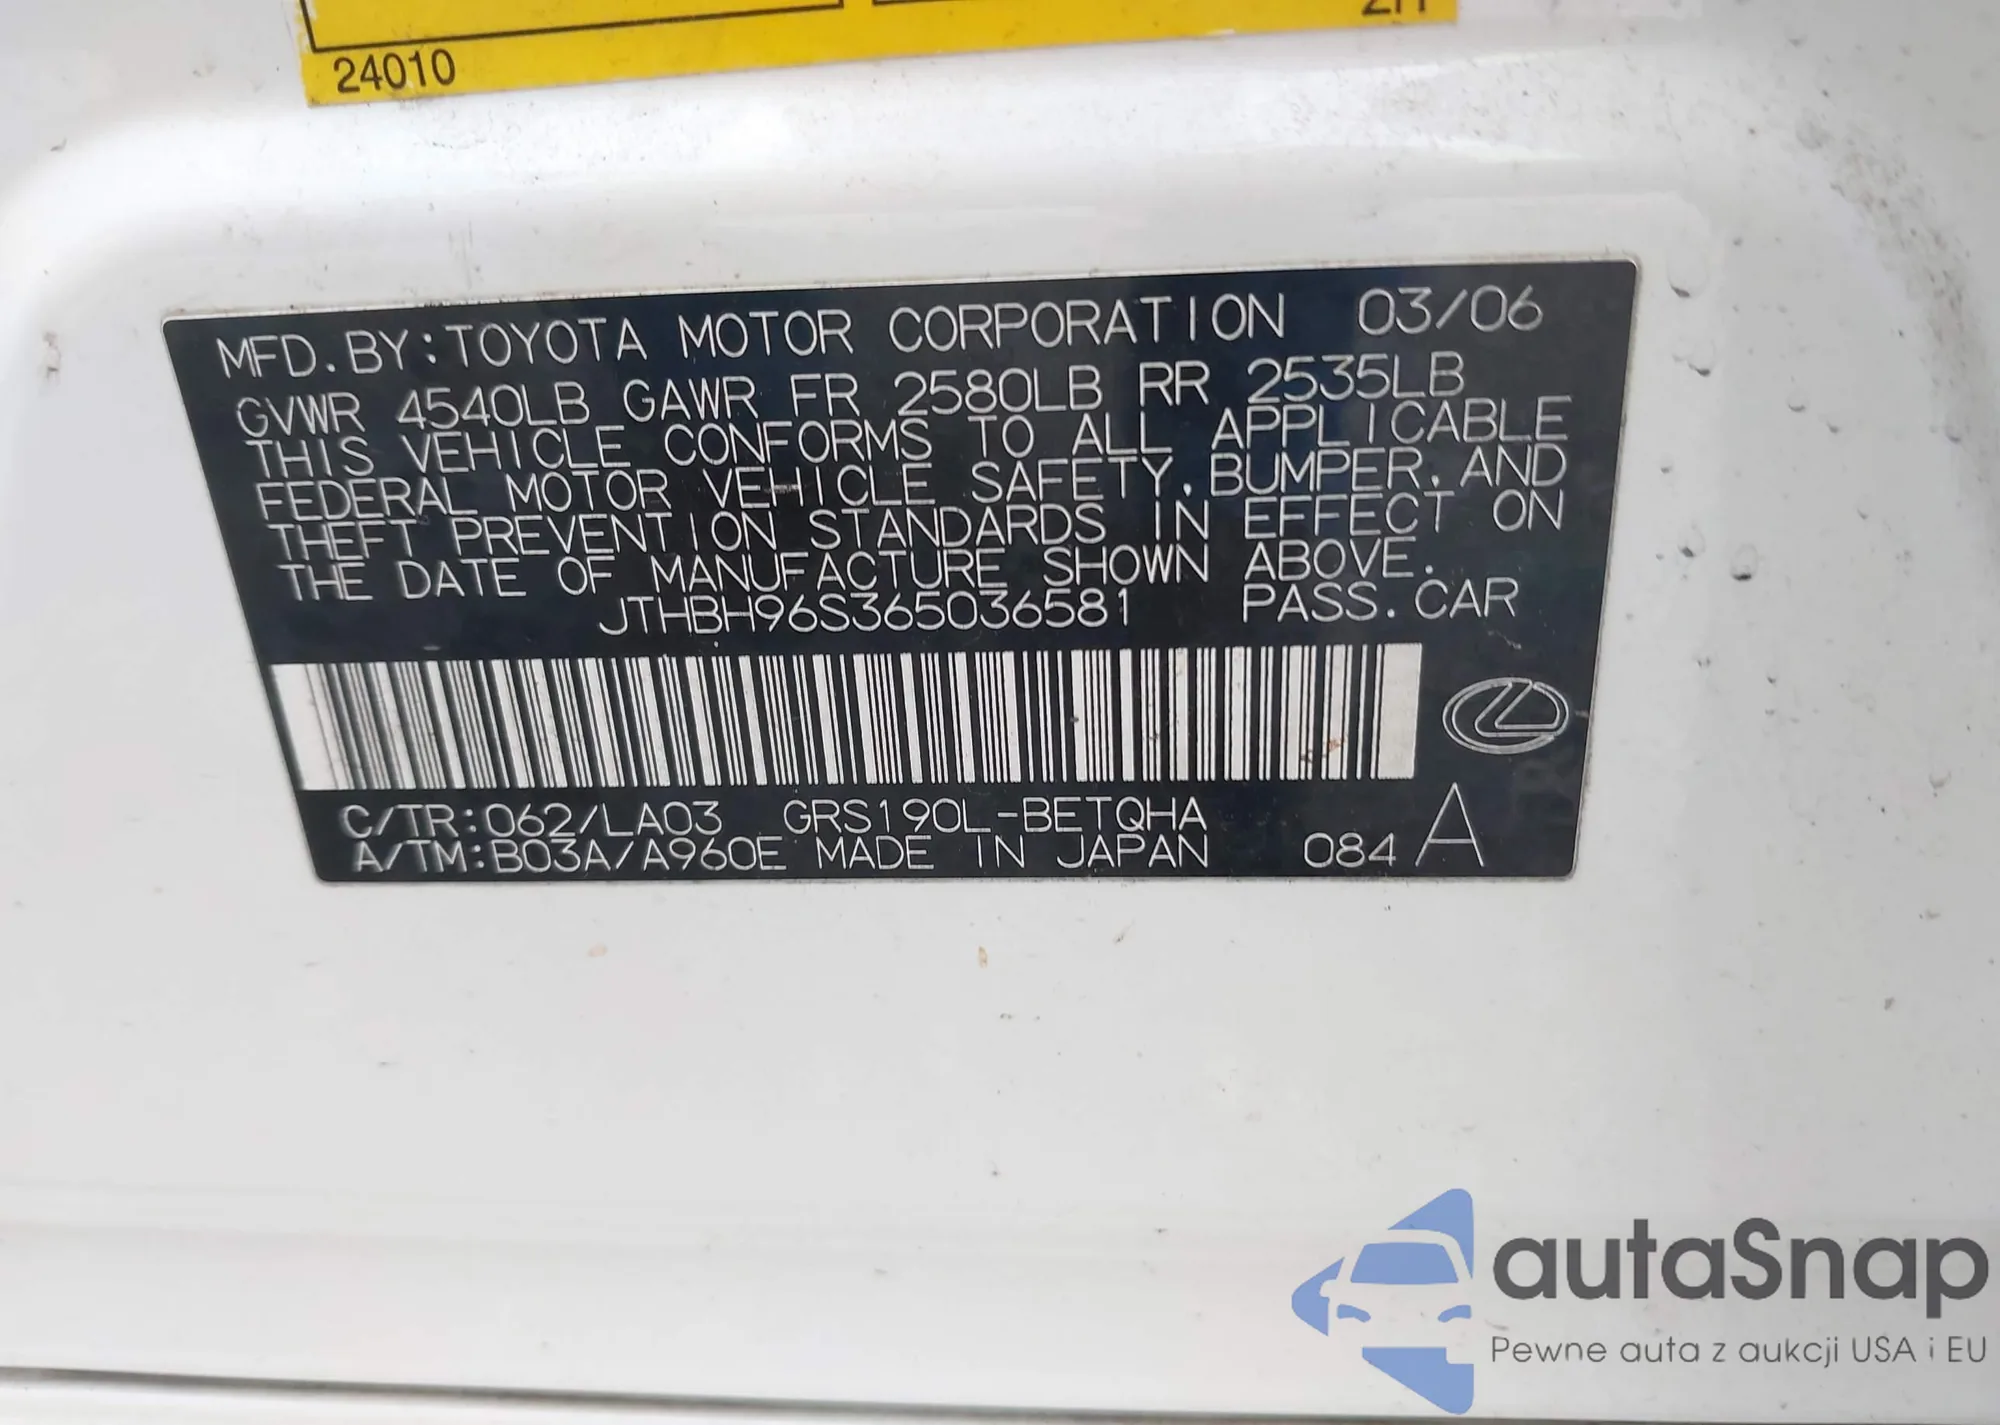 24010
MFD. BY: TOYOTA MOTOR CORPORATION 03/06
GVWR 4540LB GAWR FR 2580LB RR 2535LB
THIS VEHICLE CONFORMS TO ALL APPLICABLE
FEDERAL MOTOR VEHICLE SAFETY, BUMPER, AND
THEFT PREVENTION STANDARDS IN EFFECT ON
THE DATE OF MANUFACTURE SHOWN ABOVE.
JTHBH96S365036581 PASS. CAR
C/TR: 062/LA03 GRS190L-BETQHA
A/TM: B03A/A960E MADE IN JAPAN 084 A
autaSnap
Pewne auta z aukcji USA i EU